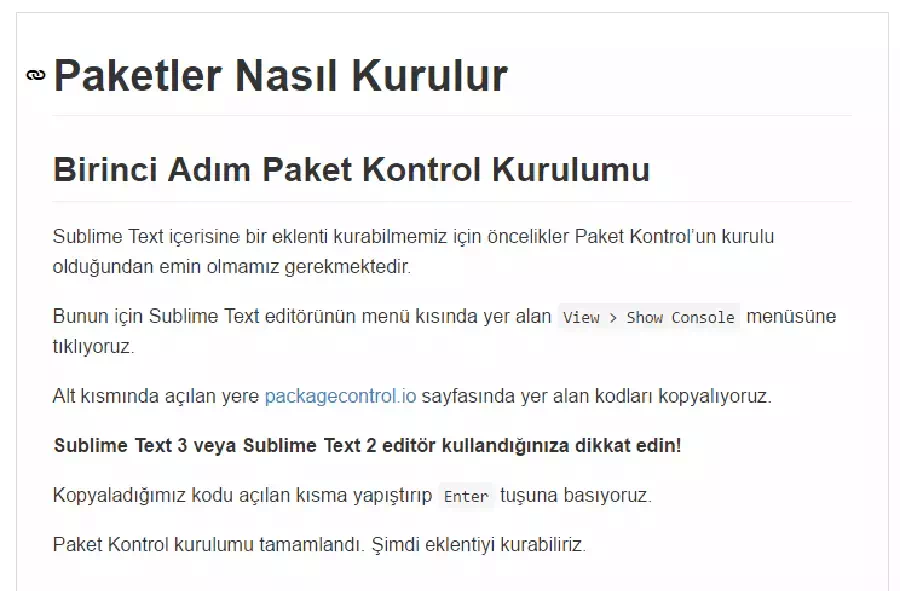 Paketler Nasıl Kurulur
Birinci Adım Paket Kontrol Kurulumu
Sublime Text içerisine bir eklenti kurabilmemiz için öncelikler Paket Kontrol’un kurulu
olduğundan emin olmamız gerekmektedir.
Bunun için Sublime Text editörünün menü kısında yer alan View > Show Console menüsüne
tıklıyoruz.
Alt kısmında açılan yere packagecontrol.io sayfasında yer alan kodları kopyalıyoruz.
Sublime Text 3 veya Sublime Text 2 editör kullandığınıza dikkat edin!
Kopyaladığımız kodu açılan kısma yapıştırıp Enter tuşuna basıyoruz.
Paket Kontrol kurulumu tamamlandı. Şimdi eklentiyi kurabiliriz.